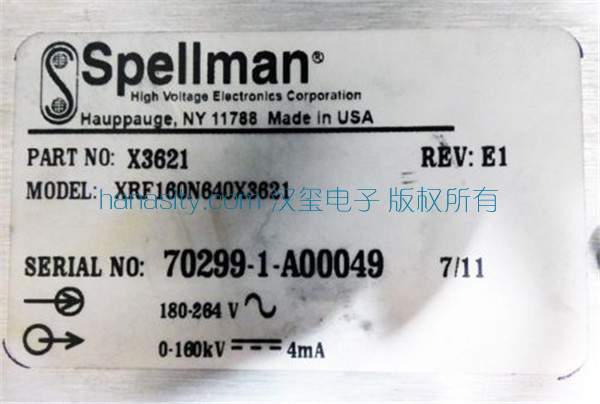 Spellman®
High Voltage Electronics Corporation
Hauppauge, NY 11788 Made in USA
PART NO: X3621 REV: E1
MODEL: XRF160N640X3621
hanasity.com 汉玺电子 版权所有
SERIAL NO: 70299-1-A00049 7/11
180-264 V
0-160kV 4mA